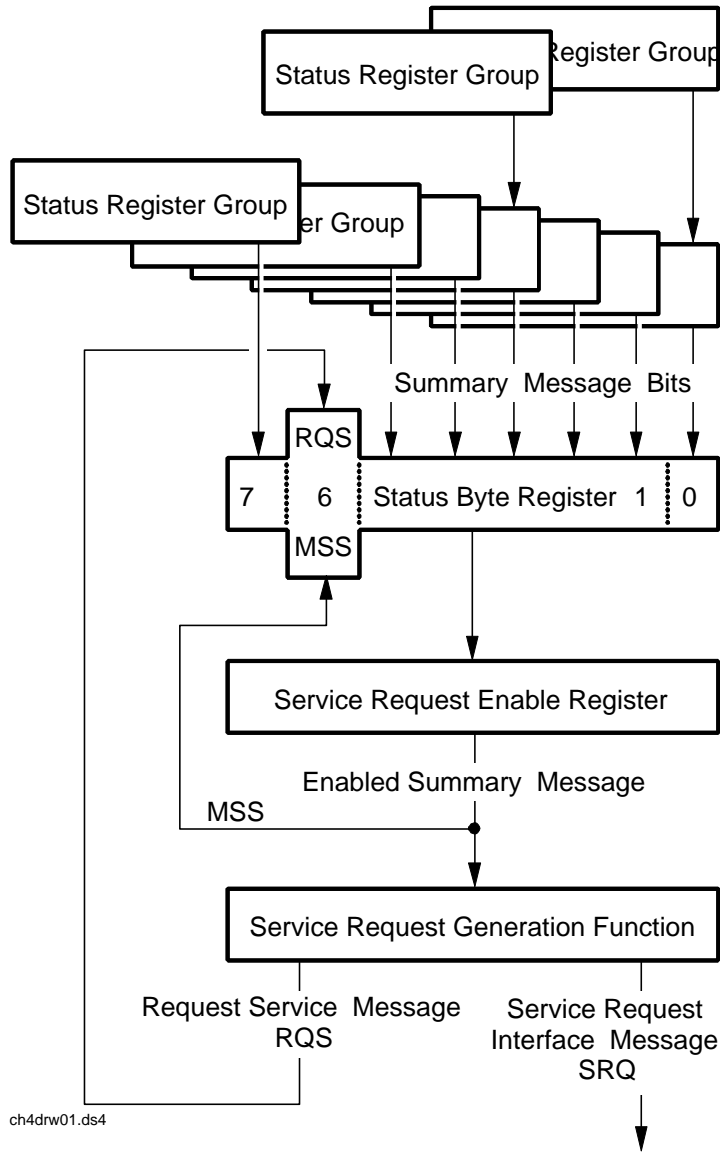 Register Group
Status Register Group
Status Register Group
er Group
Summary Message Bits
RQS
7 6 Status Byte Register 1 0
MSS
Service Request Enable Register
Enabled Summary Message
MSS
Service Request Generation Function
Request Service Message
RQS
Service Request
Interface Message
SRQ
ch4drw01.ds4